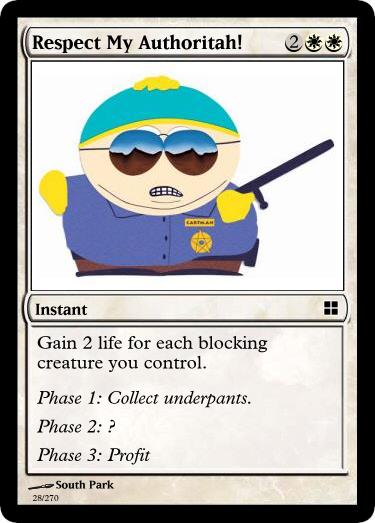 Respect My Authoritah! 2
CARTMAN
Instant
Gain 2 life for each blocking
creature you control.
Phase 1: Collect underpants.
Phase 2: ?
Phase 3: Profit
South Park
28/270